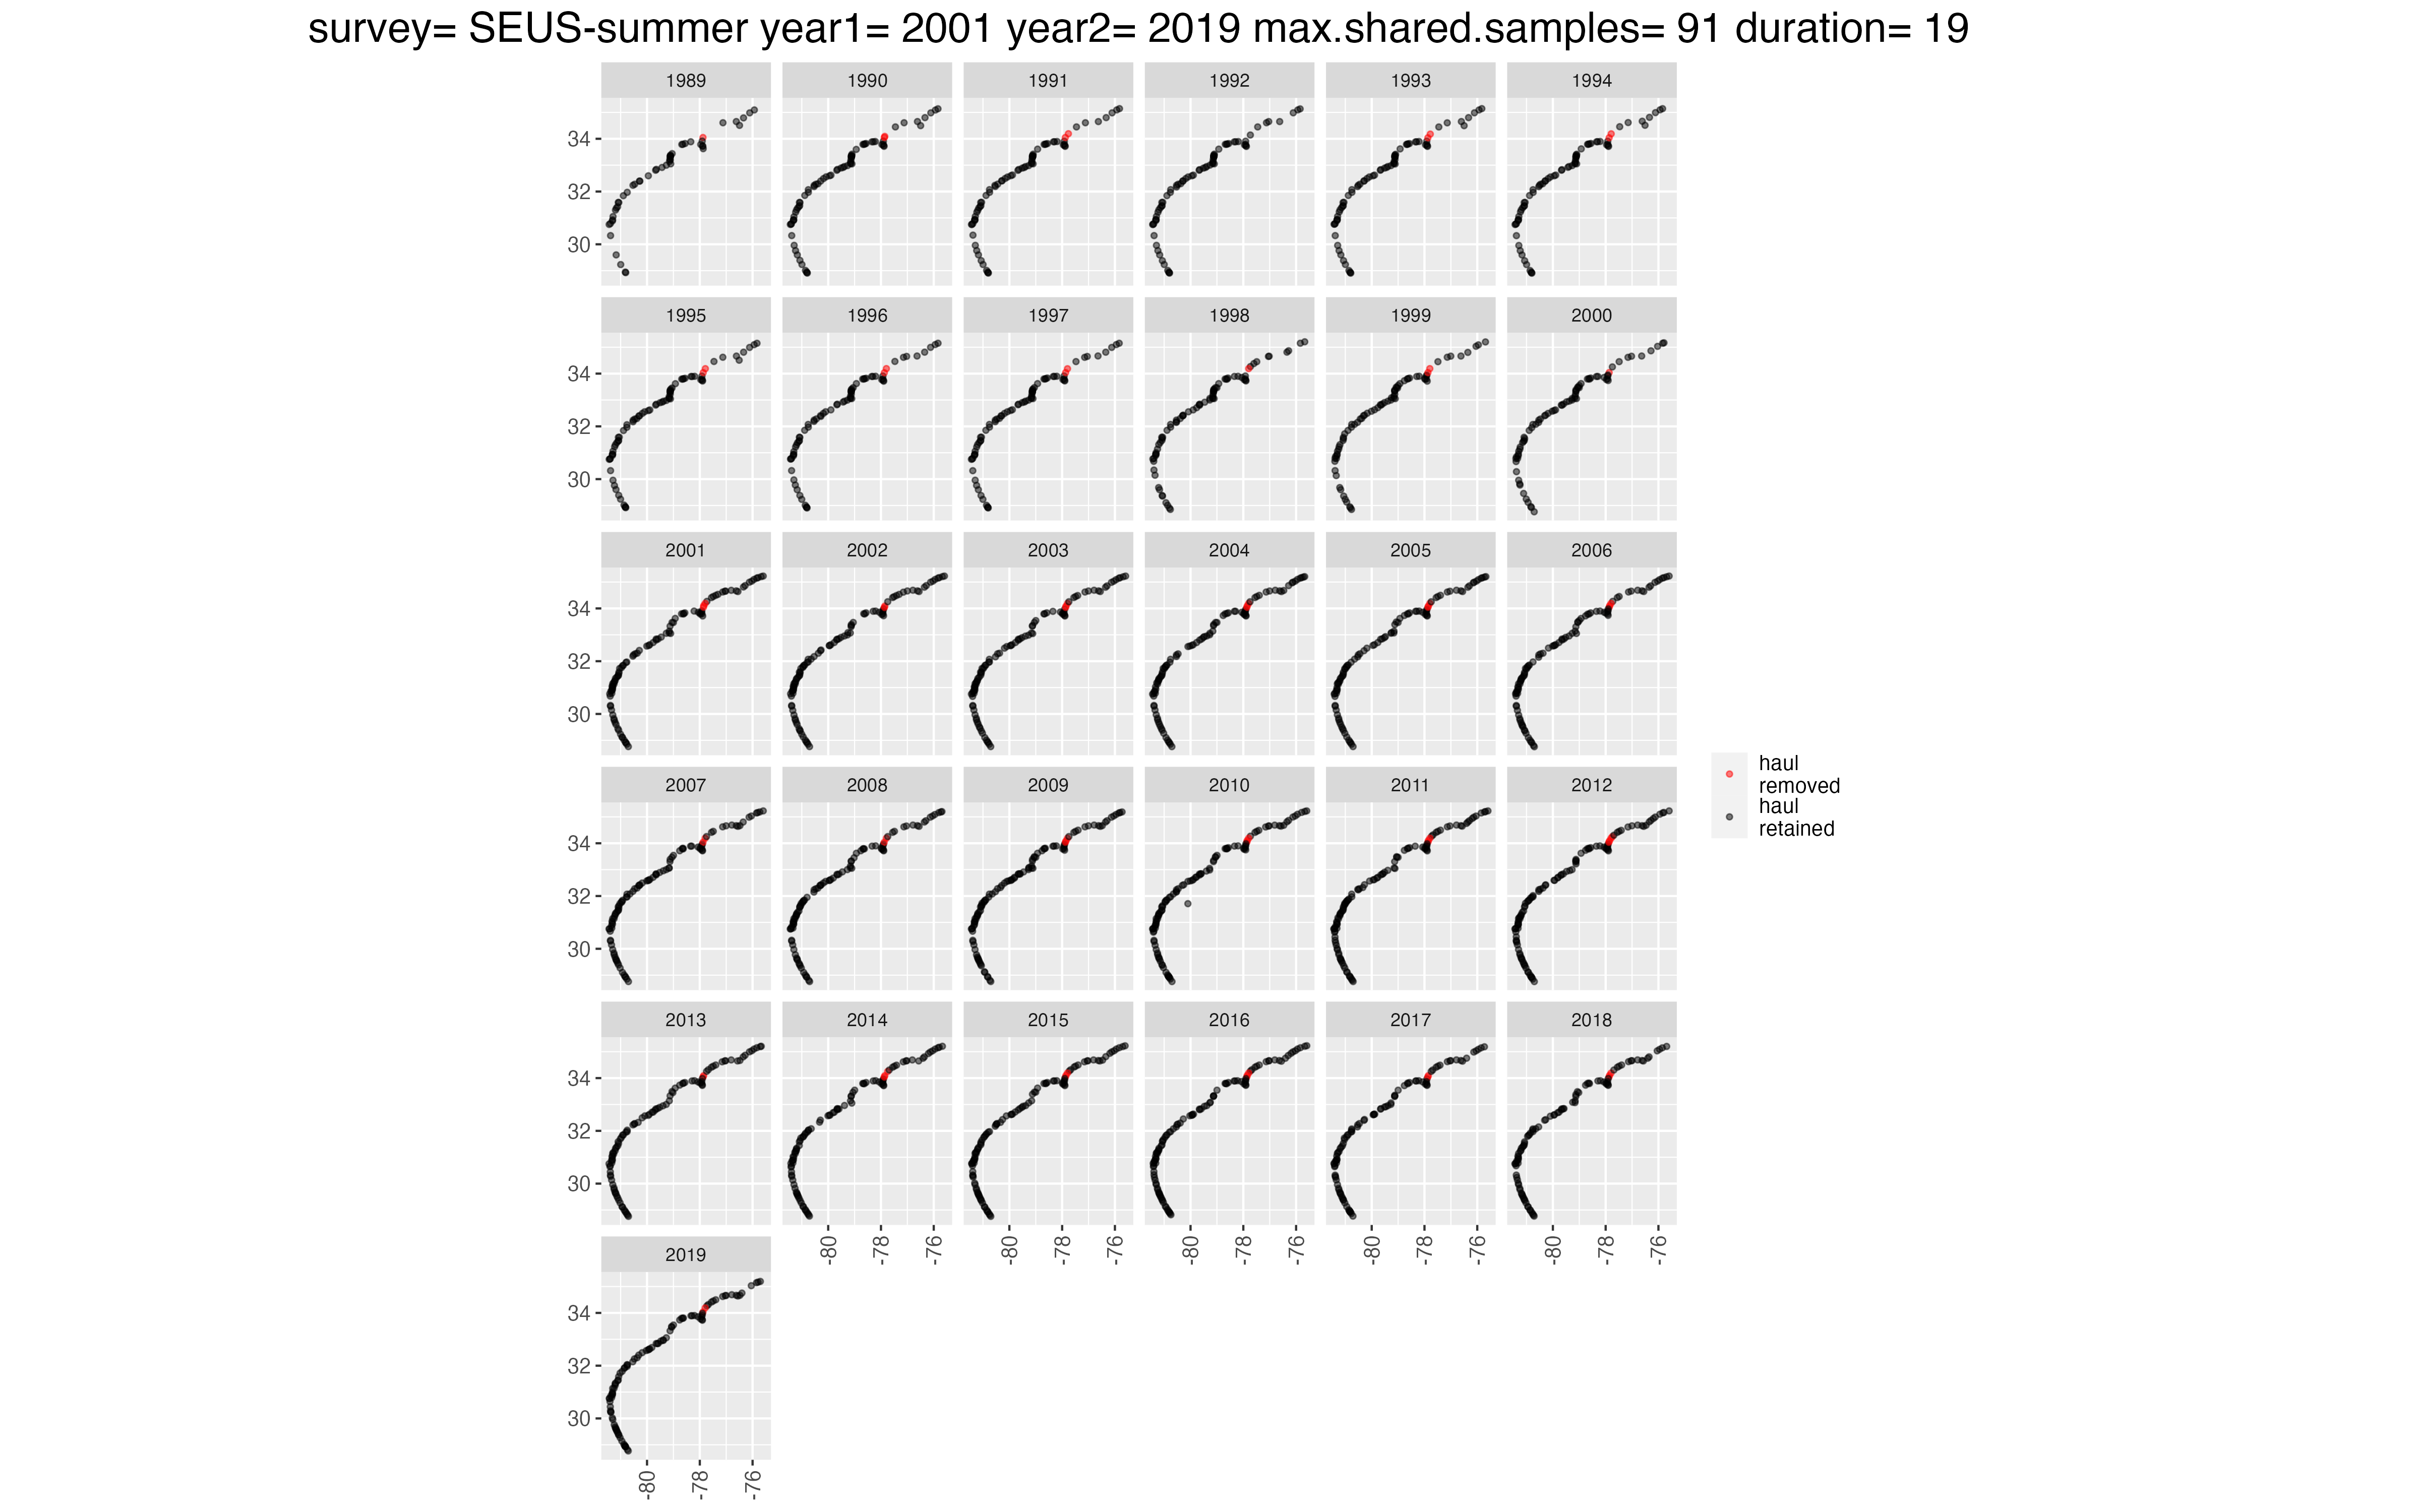 survey= SEUS-summer year1= 2001 year2= 2019 max.shared.samples= 91 duration= 19
1989 1990 1991 1992 1993 1994
34
32
30
1995 1996 1997 1998 1999 2000
34
32
30
2001 2002 2003 2004 2005 2006
34
32
30
2007 2008 2009 2010 2011 2012
34
32
30
haul
removed
haul
retained
2013 2014 2015 2016 2017 2018
34
32
30
-80 -78 -76 -80 -78 -76 -80 -78 -76 -80 -78 -76 -80 -78 -76
2019
34
32
30
-80 -78 -76